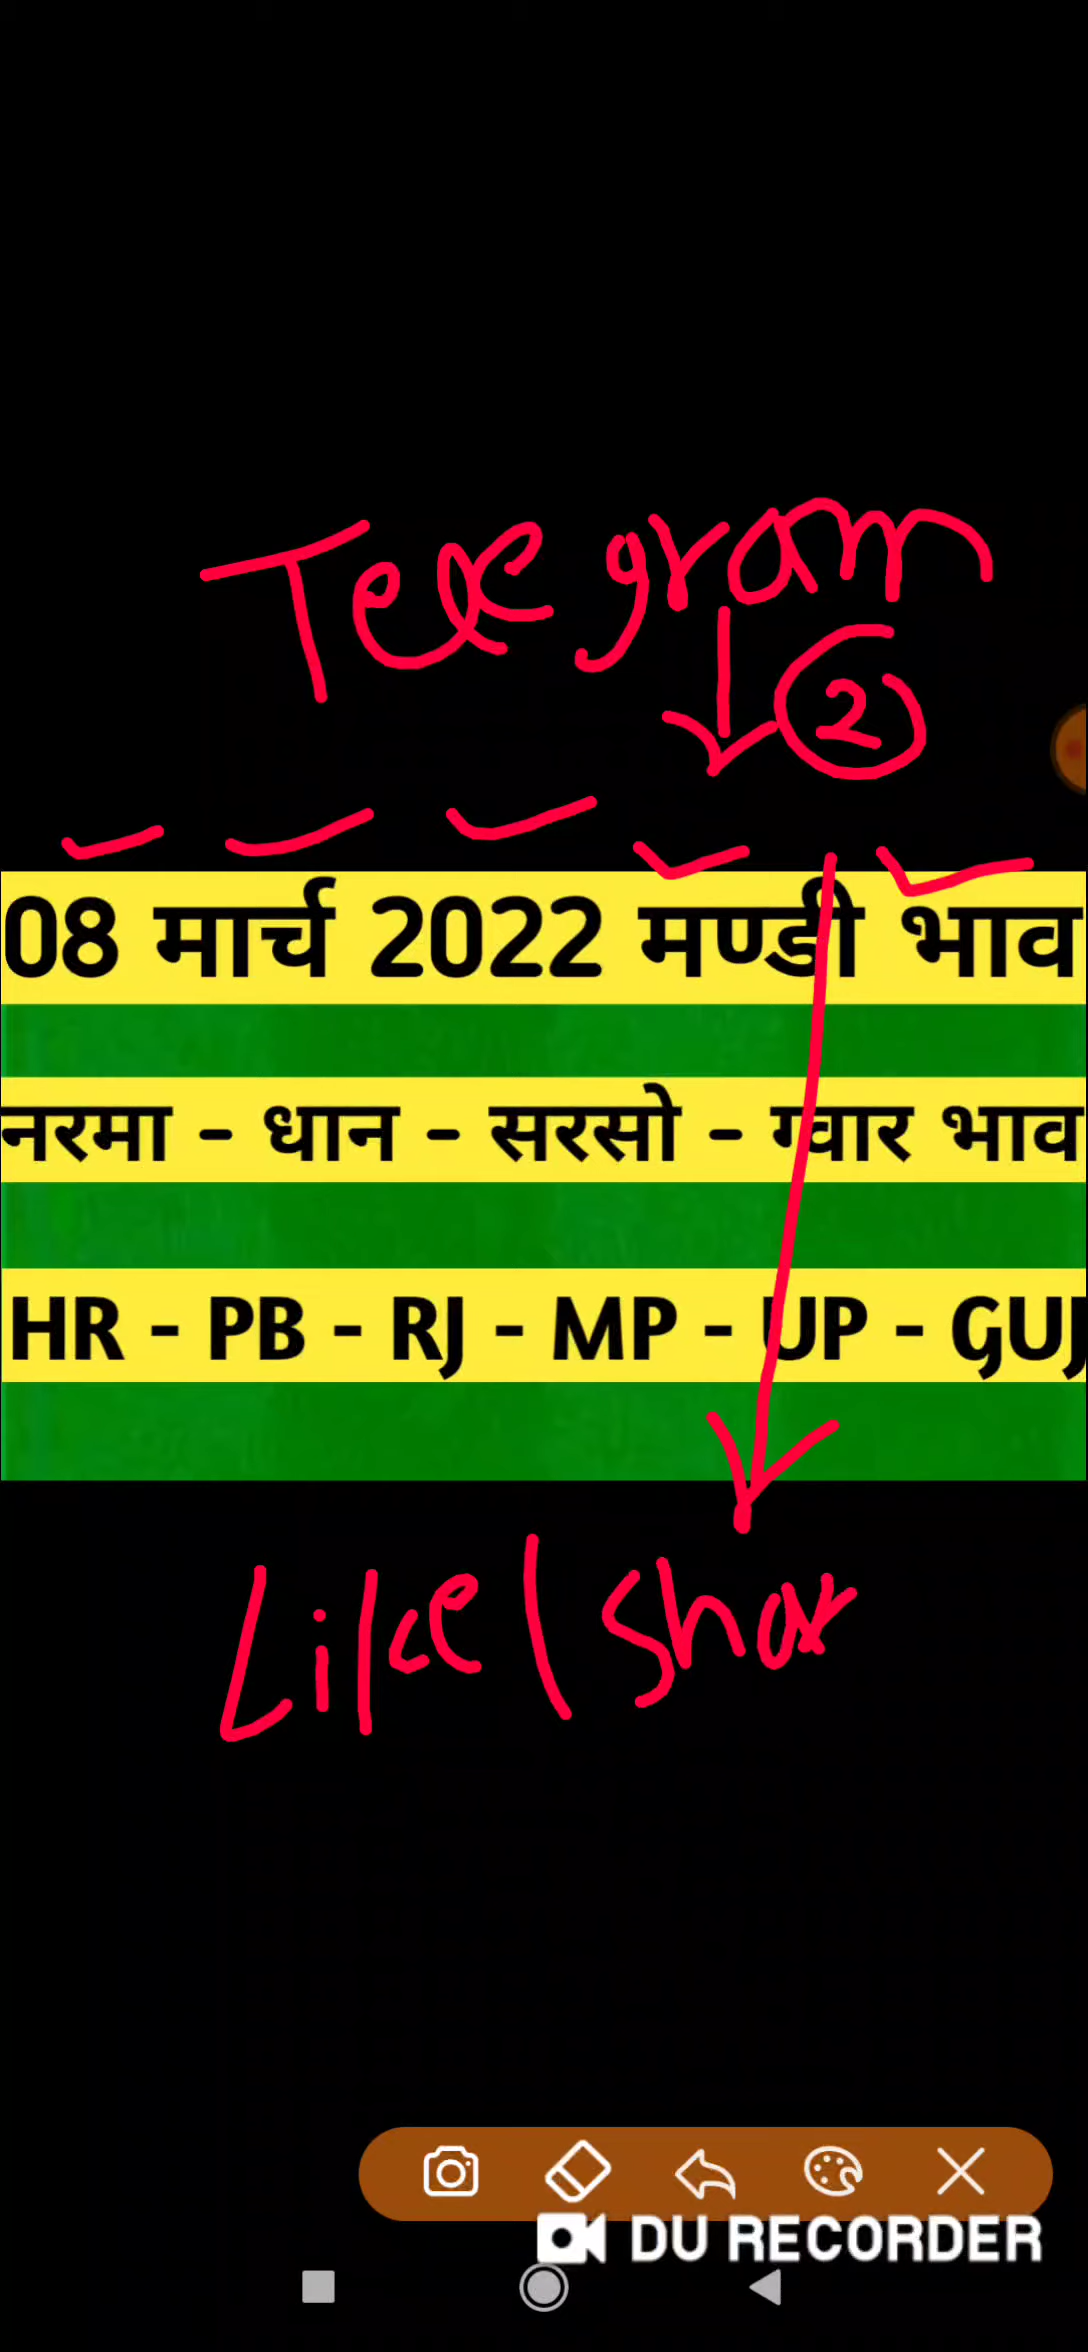 Telegram
2
08 मार्च 2022 मण्डी भाव
नरमा - धान - सरसो - ग्वार भाव
HR - PB - RJ - MP - UP - GUJ
Like/Shar
DU RECORDER